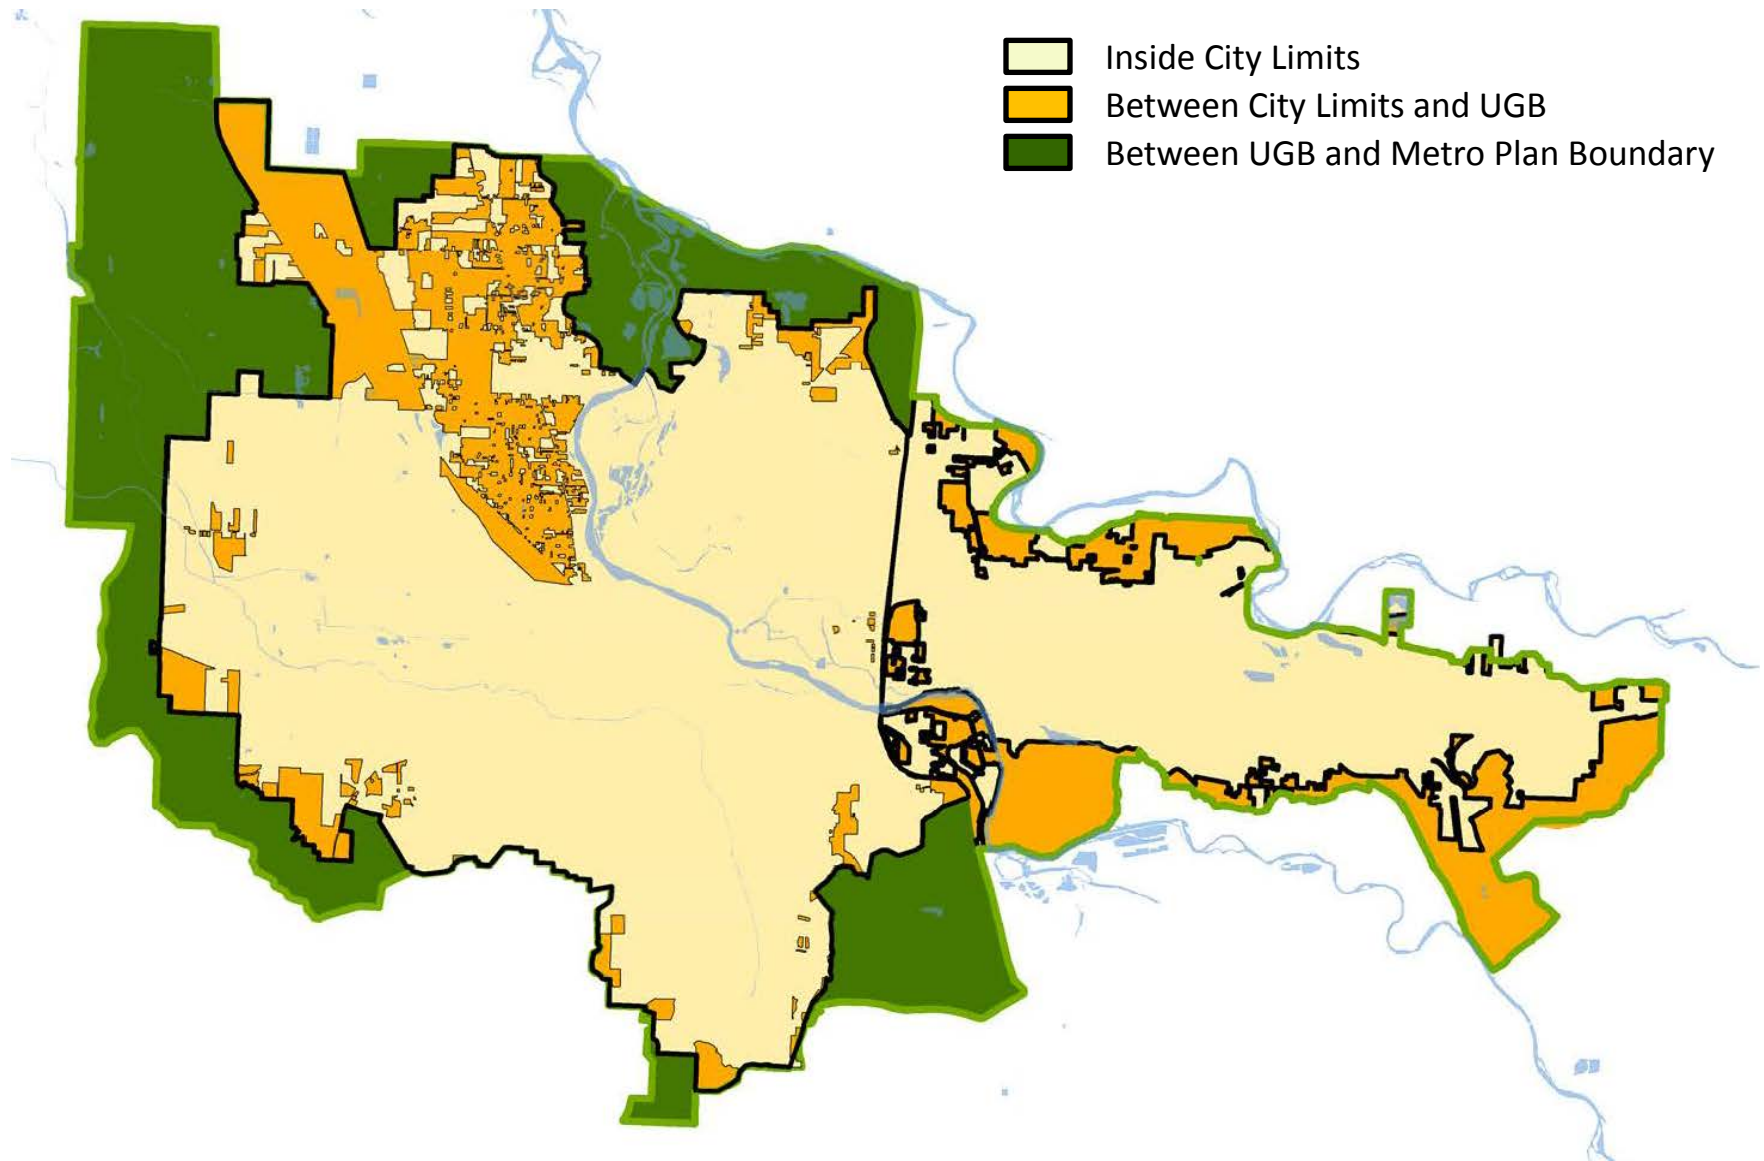 Inside City Limits
Between City Limits and UGB
Between UGB and Metro Plan Boundary